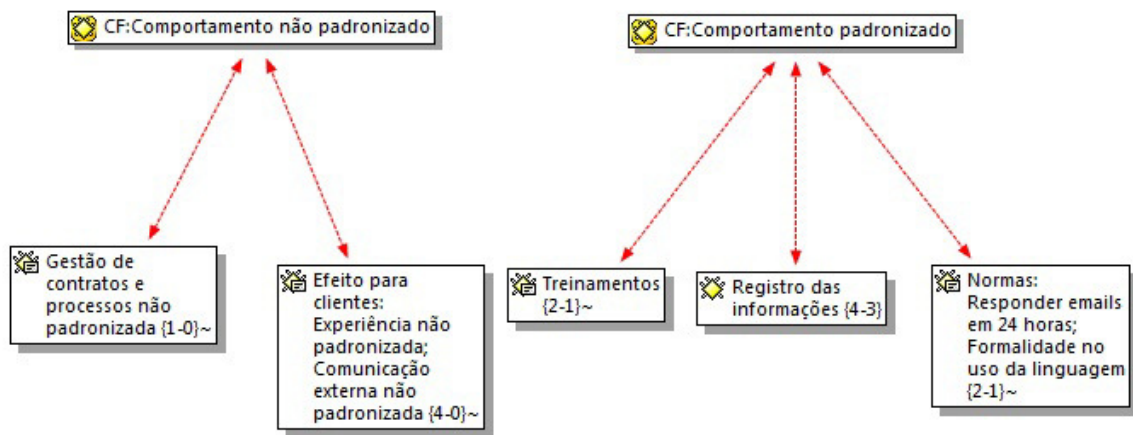 CF:Comportamento não padronizado
CF:Comportamento padronizado
Gestão de
contratos e
processos não
padronizada {1-0}~
Efeito para
clientes:
Experiência não
padronizada;
Comunicação
externa não
padronizada {4-0}~
Treinamentos
{2-1}~
Registro das
informações {4-3}
Normas:
Responder emails
em 24 horas;
Formalidade no
uso da linguagem
{2-1}~